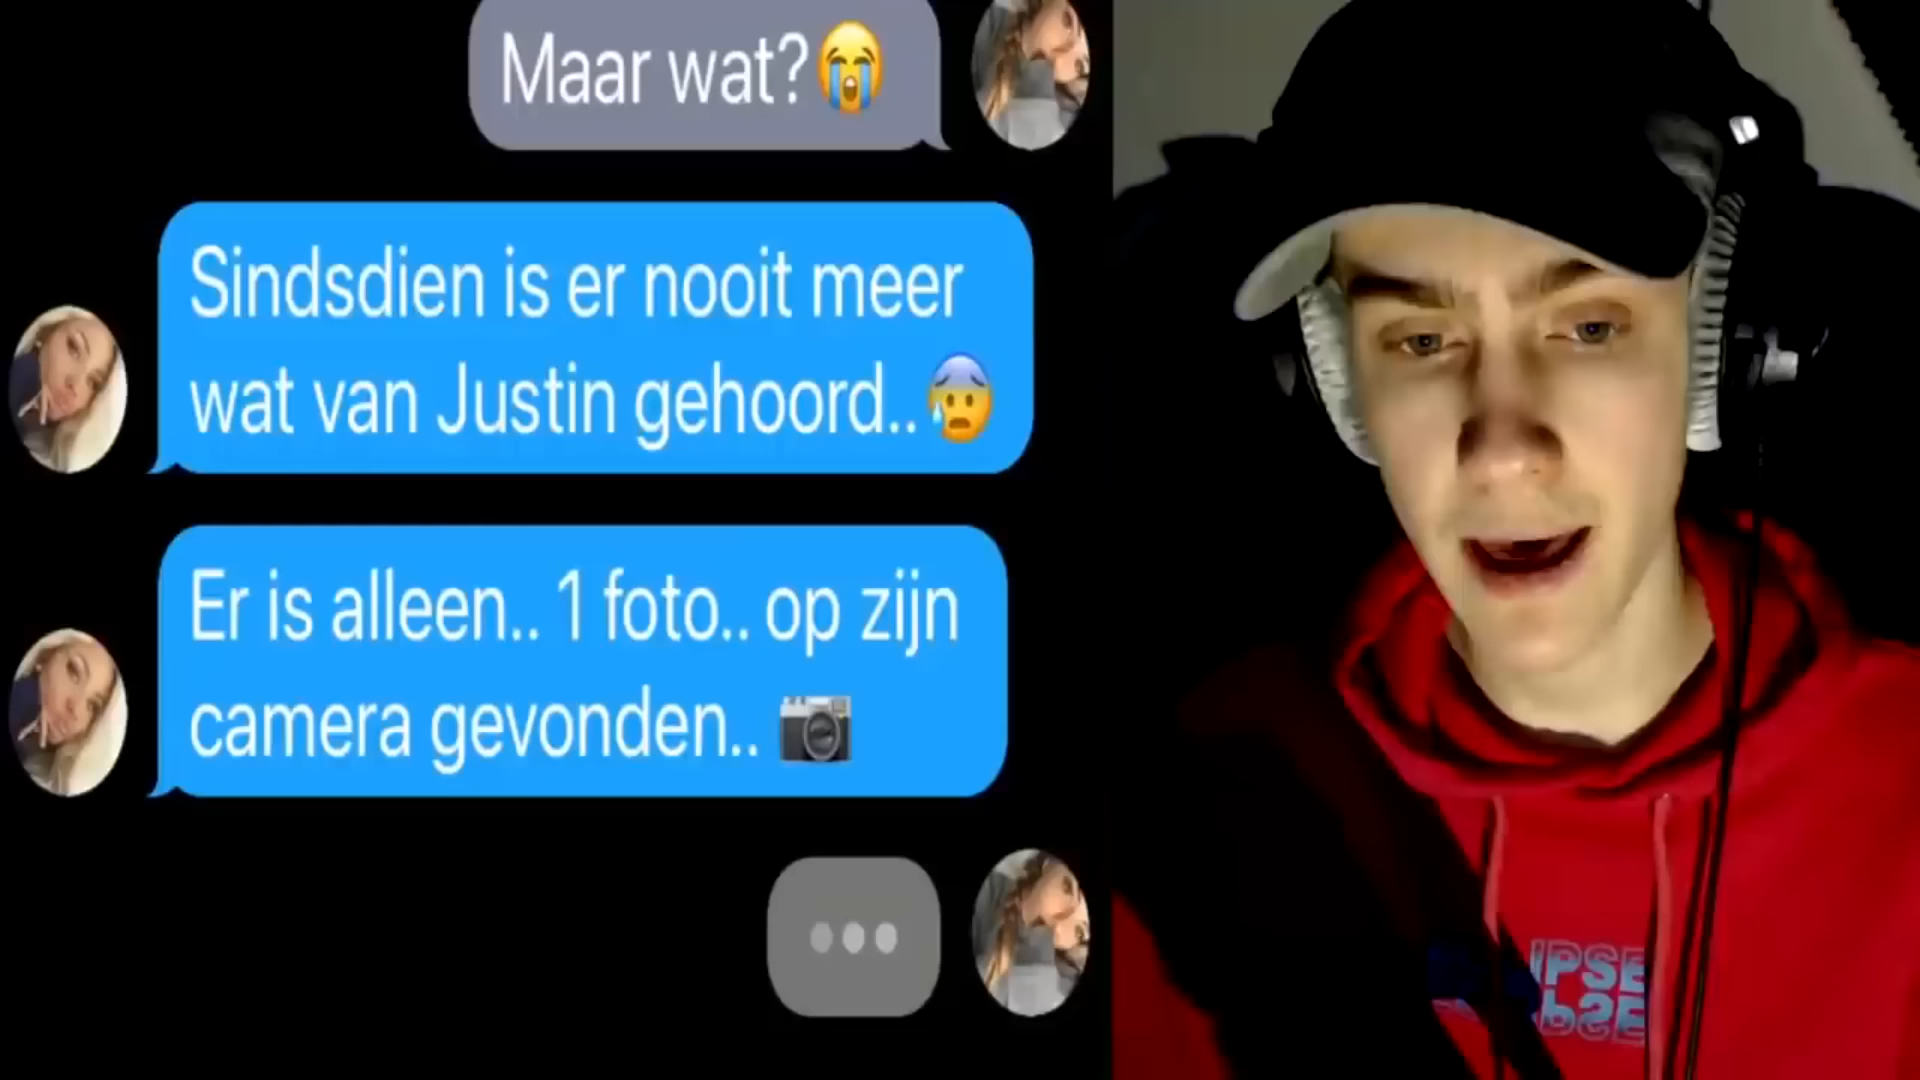 Maar wat?😭
Sindsdien is er nooit meer
wat van Justin gehoord..😰
Er is alleen.. 1 foto.. op zijn
camera gevonden.. 📷
IPSE